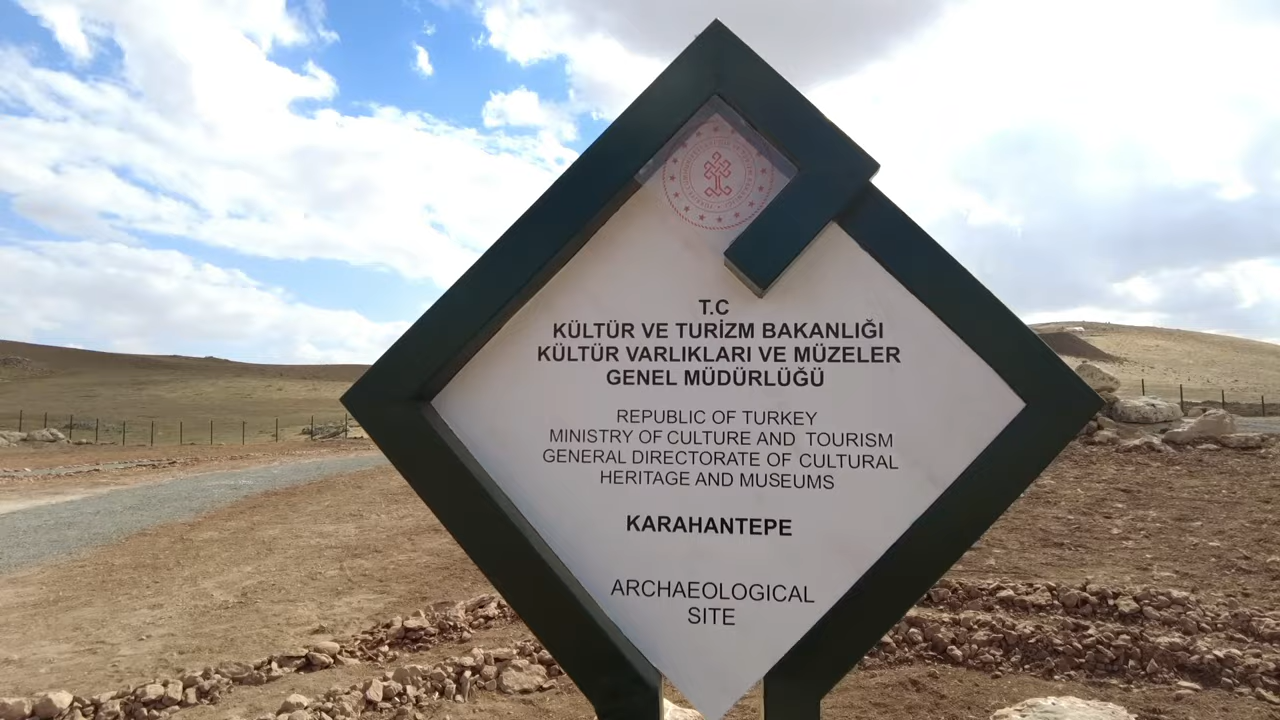 T.C
KÜLTÜR VE TURİZM BAKANLIĞI
KÜLTÜR VARLIKLARI VE MÜZELER
GENEL MÜDÜRLÜĞÜ
REPUBLIC OF TURKEY
MINISTRY OF CULTURE AND TOURISM
GENERAL DIRECTORATE OF CULTURAL
HERITAGE AND MUSEUMS
KARAHANTEPE
ARCHAEOLOGICAL
SITE